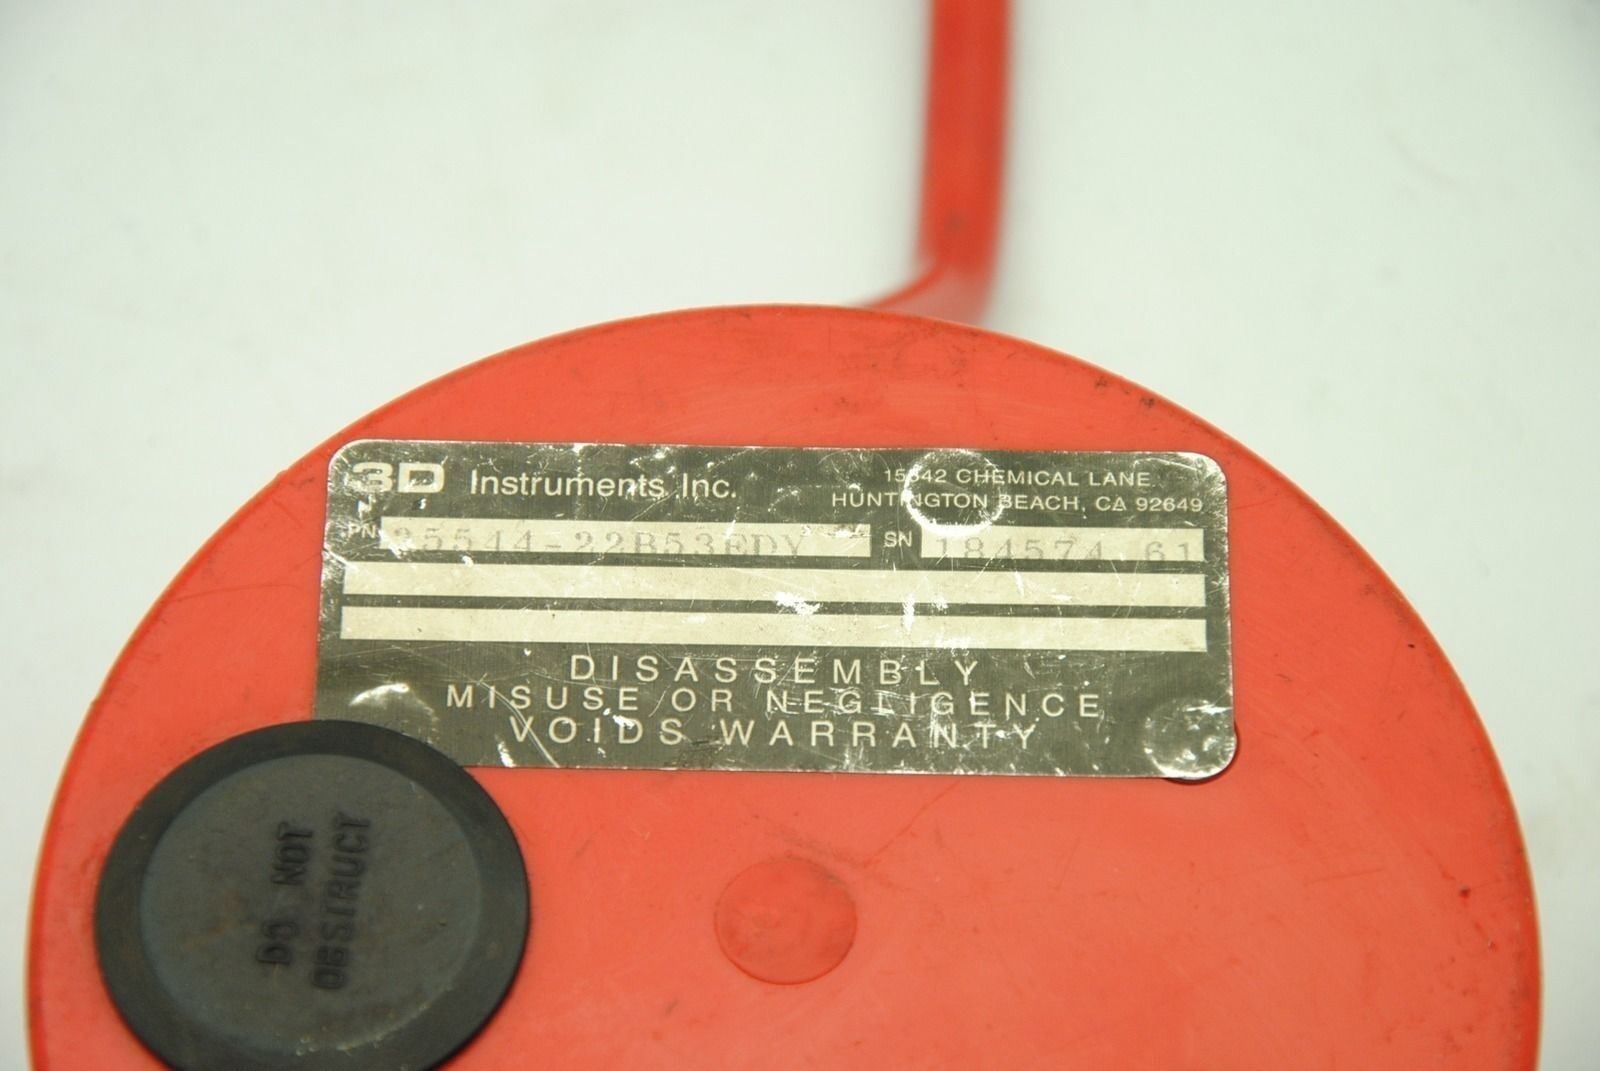 3D Instruments Inc.
15342 CHEMICAL LANE
HUNTINGTON BEACH, CA 92649
PN 25544-22B53EDY SN 184574 61
DISASSEMBLY
MISUSE OR NEGLIGENCE
VOIDS WARRANTY
DO NOT
OBSTRUCT